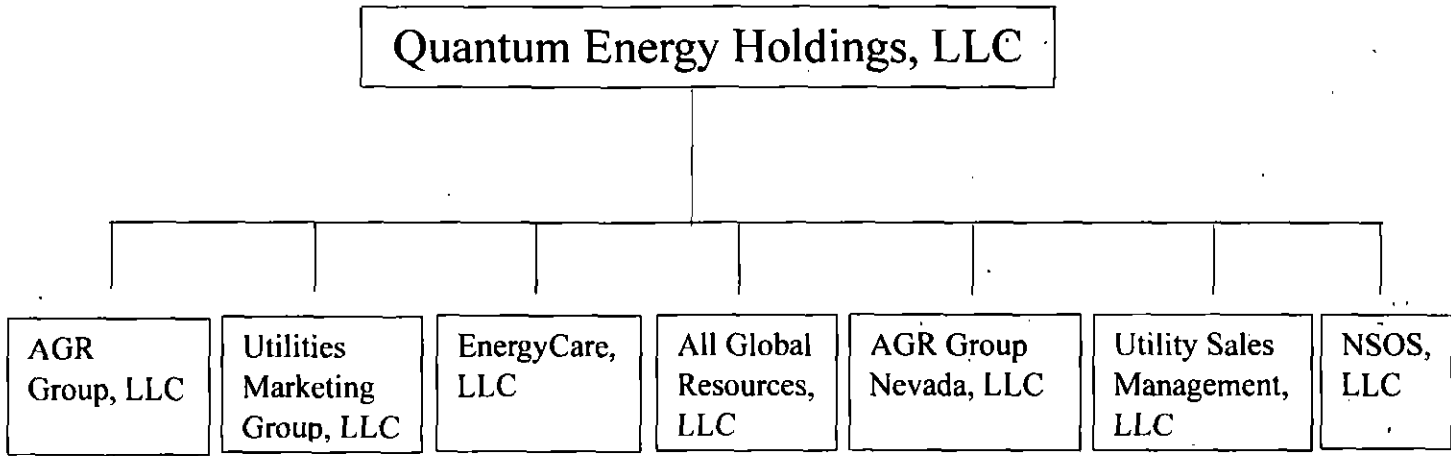 Quantum Energy Holdings, LLC
AGR
Group, LLC
Utilities
Marketing
Group, LLC
EnergyCare,
LLC
All Global
Resources,
LLC
AGR Group
Nevada, LLC
Utility Sales
Management,
LLC
NSOS,
LLC